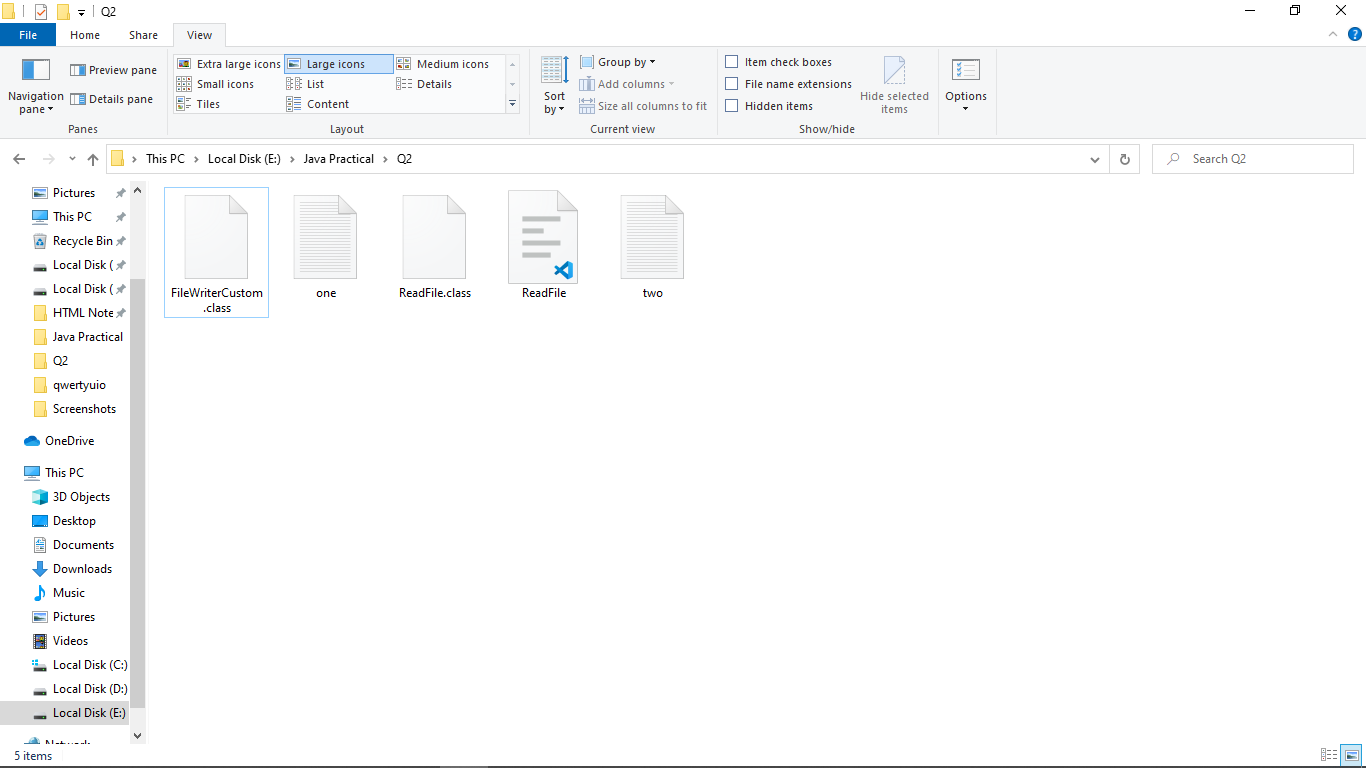 Q2
File
Home
Share
View
Navigation
pane
Preview pane
Details pane
Panes
Extra large icons
Large icons
Medium icons
Small icons
List
Details
Tiles
Content
Layout
Sort
by
Group by
Add columns
Size all columns to fit
Current view
Item check boxes
File name extensions
Hidden items
Hide selected
items
Show/hide
Options
This PC
Local Disk (E:)
Java Practical
Q2
Search Q2
Pictures
This PC
Recycle Bin
Local Disk (
Local Disk (
HTML Note
Java Practical
Q2
qwertyuio
Screenshots
OneDrive
This PC
3D Objects
Desktop
Documents
Downloads
Music
Pictures
Videos
Local Disk (C:)
Local Disk (D:)
Local Disk (E:)
Network
FileWriterCustom
.class
one
ReadFile.class
ReadFile
two
5 items